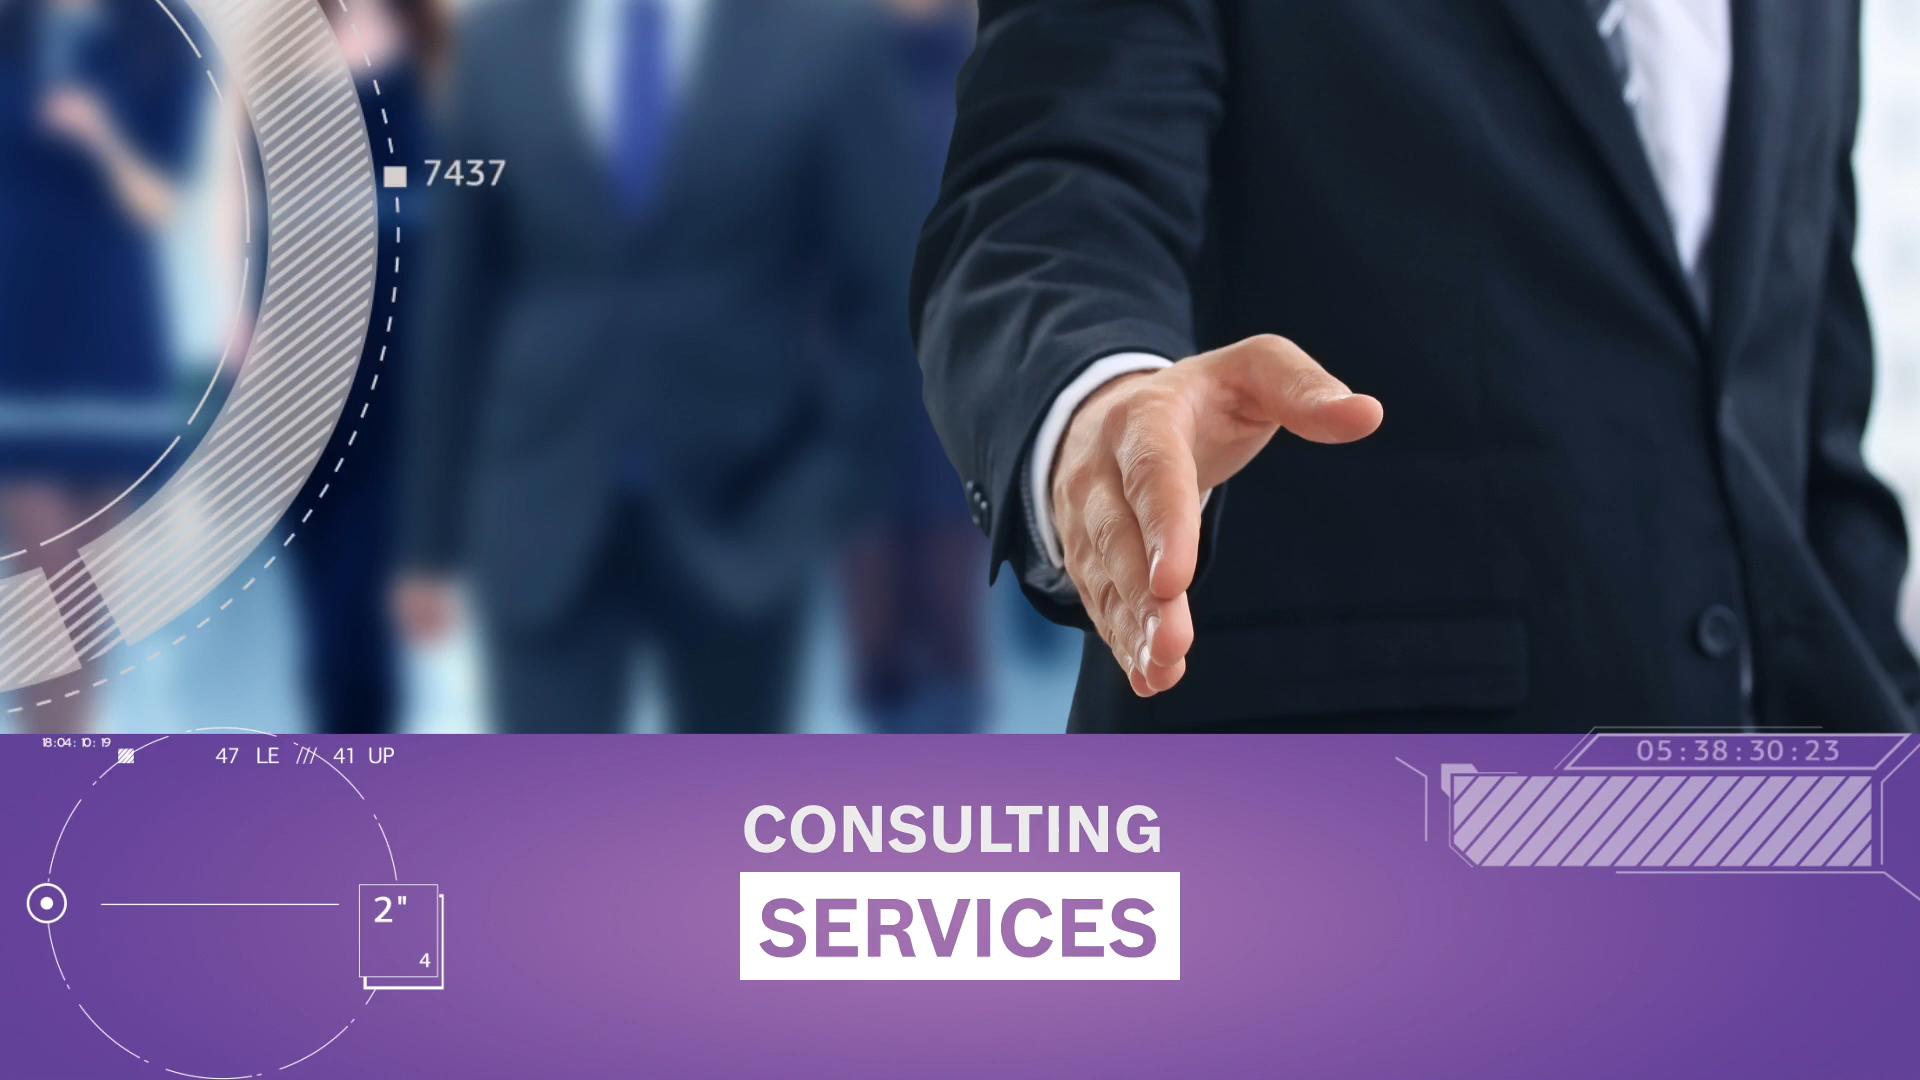 7437
18:04: 10: 19
47 LE /// 41 UP
05:38:30:23
CONSULTING
SERVICES
2"
4